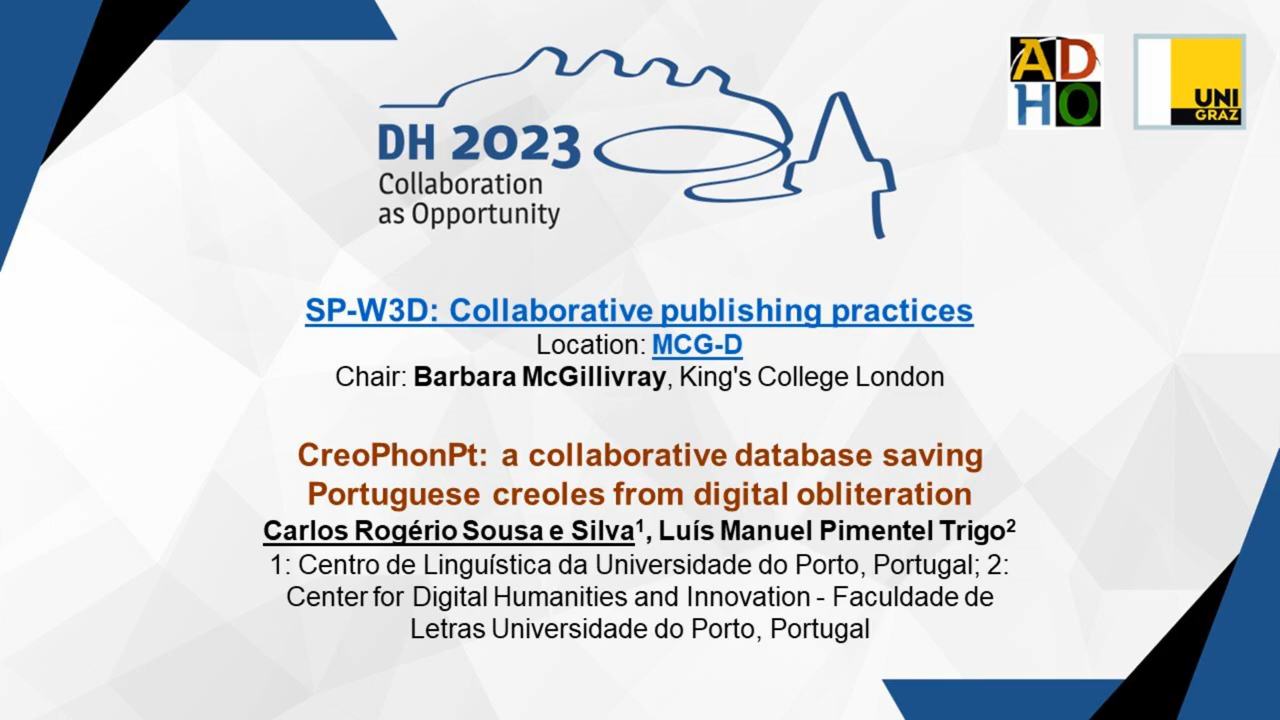 AD
HO
UNI
GRAZ
DH 2023
Collaboration
as Opportunity
SP-W3D: Collaborative publishing practices
Location: MCG-D
Chair: Barbara McGillivray, King's College London
CreoPhonPt: a collaborative database saving
Portuguese creoles from digital obliteration
Carlos Rogério Sousa e Silva¹, Luís Manuel Pimentel Trigo²
1: Centro de Linguística da Universidade do Porto, Portugal; 2:
Center for Digital Humanities and Innovation - Faculdade de
Letras Universidade do Porto, Portugal